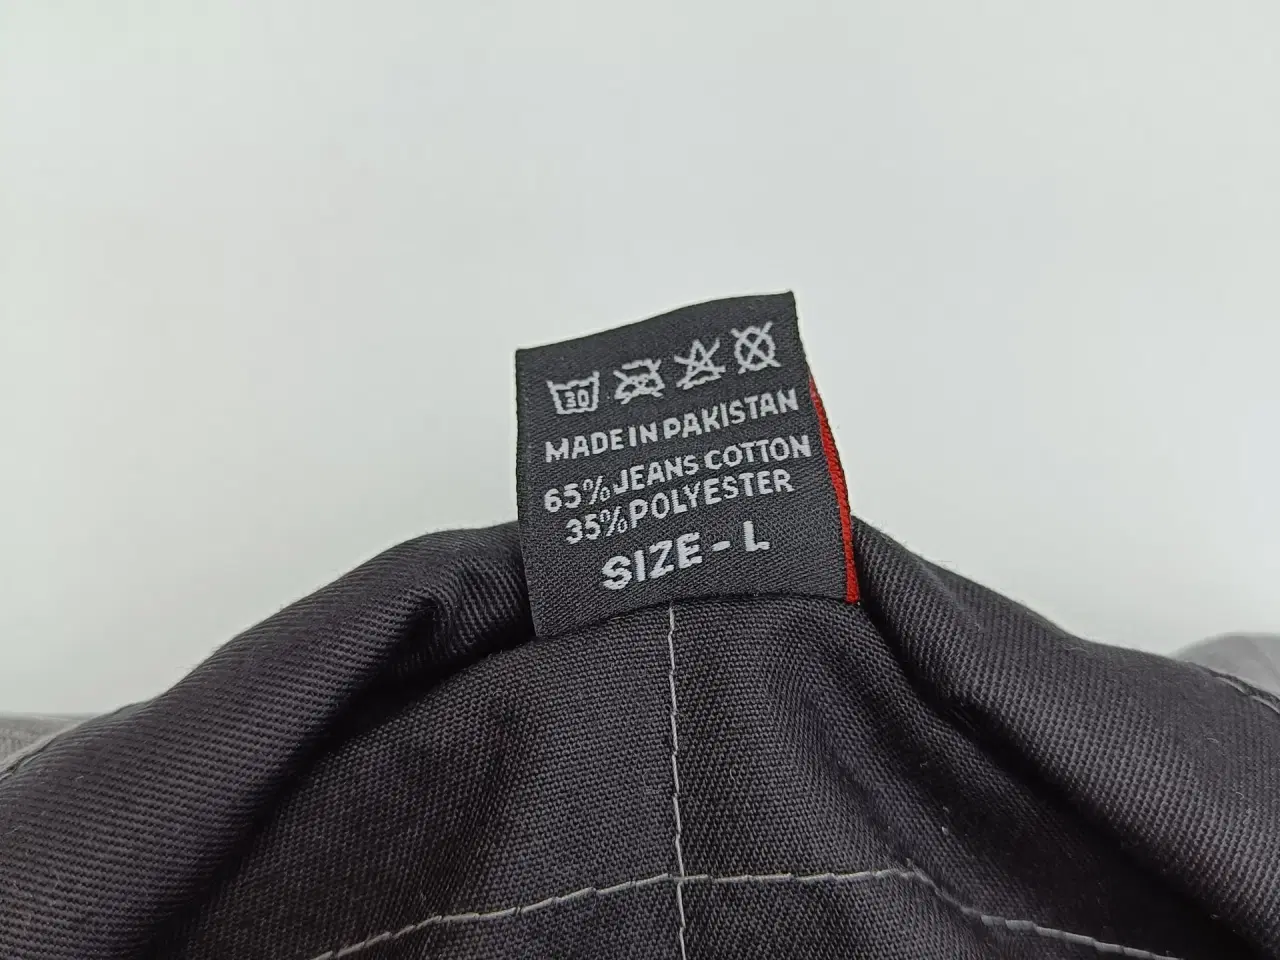 30
MADE IN PAKISTAN
65% JEANS COTTON
35% POLYESTER
SIZE - L